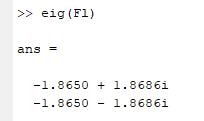 >> eig(F1)
ans =
-1.8650 + 1.8686i
-1.8650 - 1.8686i